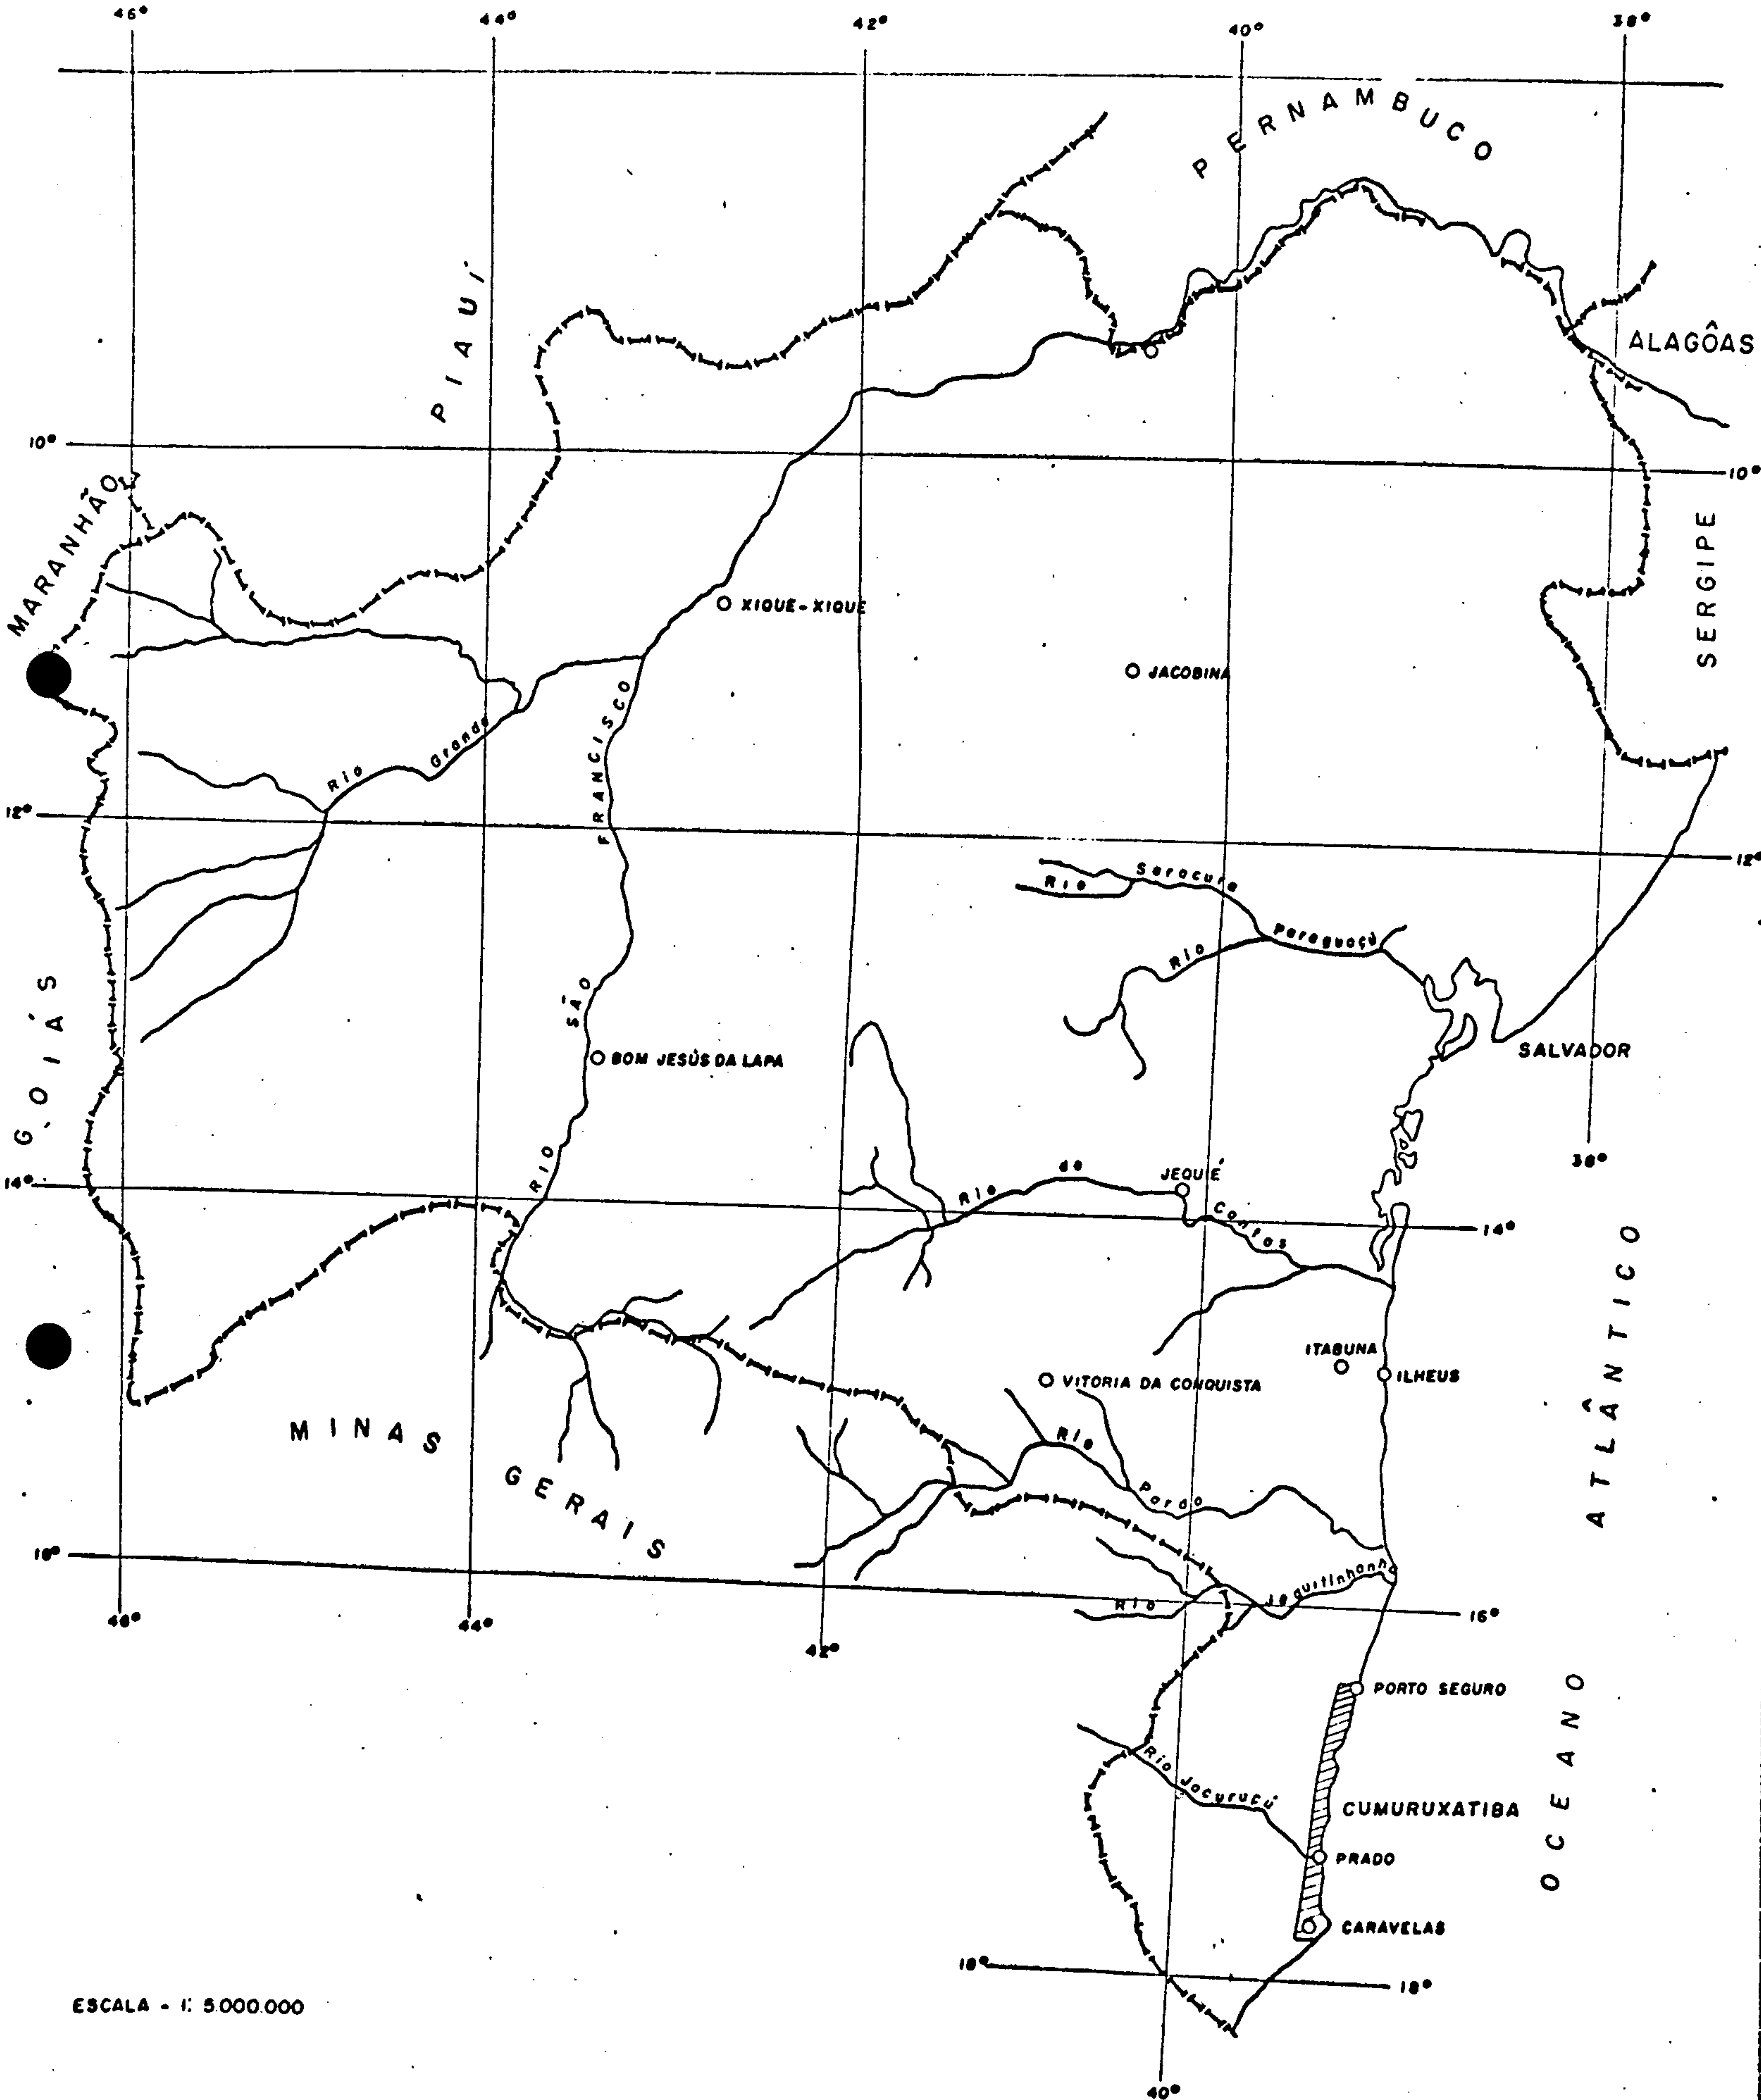 46° 44° 42° 40° 38°
PERNAMBUCO
PIAUÍ
ALAGÔAS
10° 10°
MARANHÃO
SERGIPE
XIQUE-XIQUE
JACOBINA
Rio Grande
RIO SÃO FRANCISCO
12° 12°
Rio Saracura
Rio Paraguaçú
GOIÁS
SALVADOR
BOM JESÚS DA LAPA
38°
14° 14°
JEQUIÉ
Rio de Contas
OCEANO ATLÂNTICO
ITABUNA
ILHEUS
VITORIA DA CONQUISTA
MINAS GERAIS
Rio Pardo
16° 16°
Rio Jequitinhonha
46° 44° 42°
PORTO SEGURO
Rio Jucuruçú
CUMURUXATIBA
PRADO
CARAVELAS
18° 18°
ESCALA - 1: 5.000.000
40°